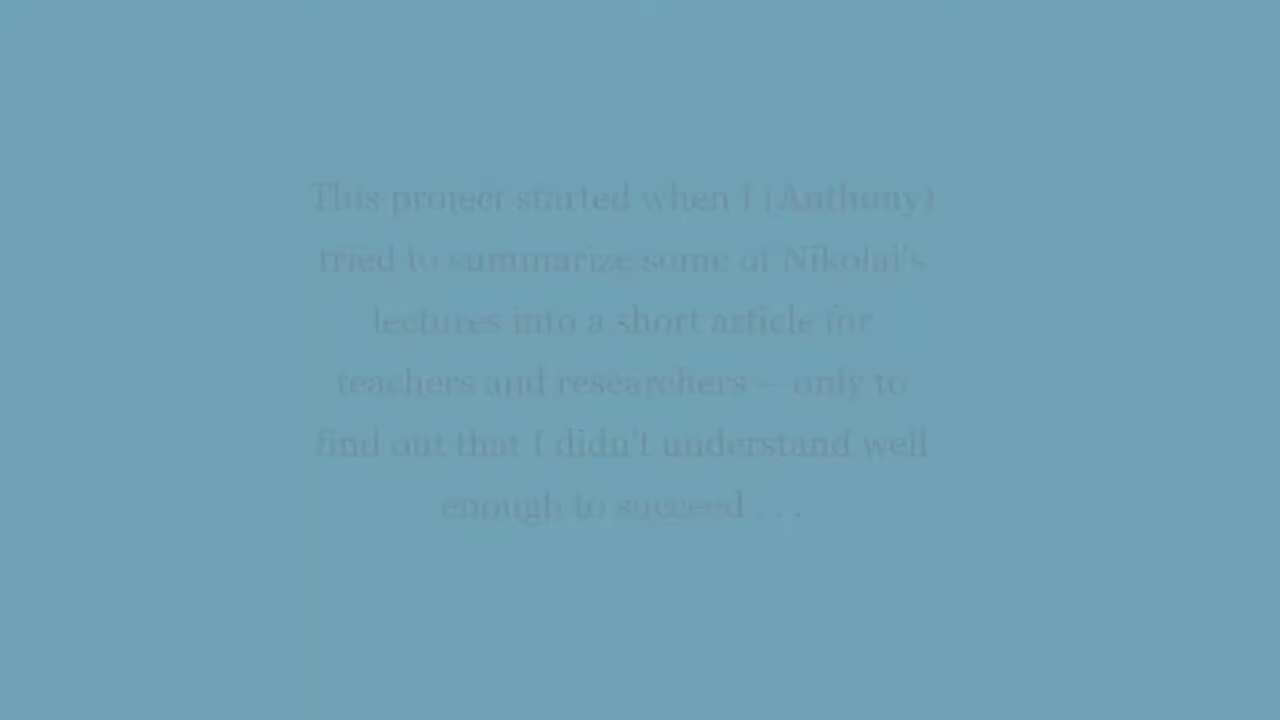 This project started when I (Anthony)
tried to summarize some of Nikolai's
lectures into a short article for
teachers and researchers — only to
find out that I didn't understand well
enough to succeed . . .